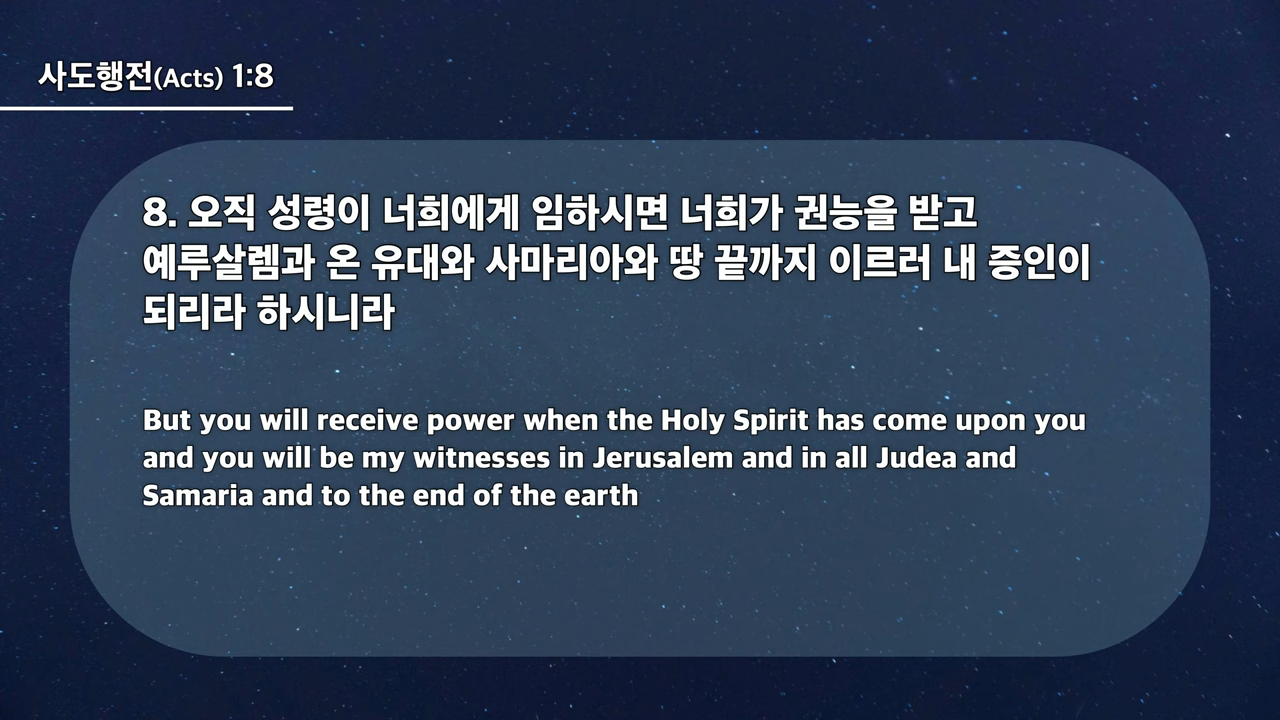 사도행전(Acts) 1:8
8. 오직 성령이 너희에게 임하시면 너희가 권능을 받고
예루살렘과 온 유대와 사마리아와 땅 끝까지 이르러 내 증인이
되리라 하시니라
But you will receive power when the Holy Spirit has come upon you
and you will be my witnesses in Jerusalem and in all Judea and
Samaria and to the end of the earth